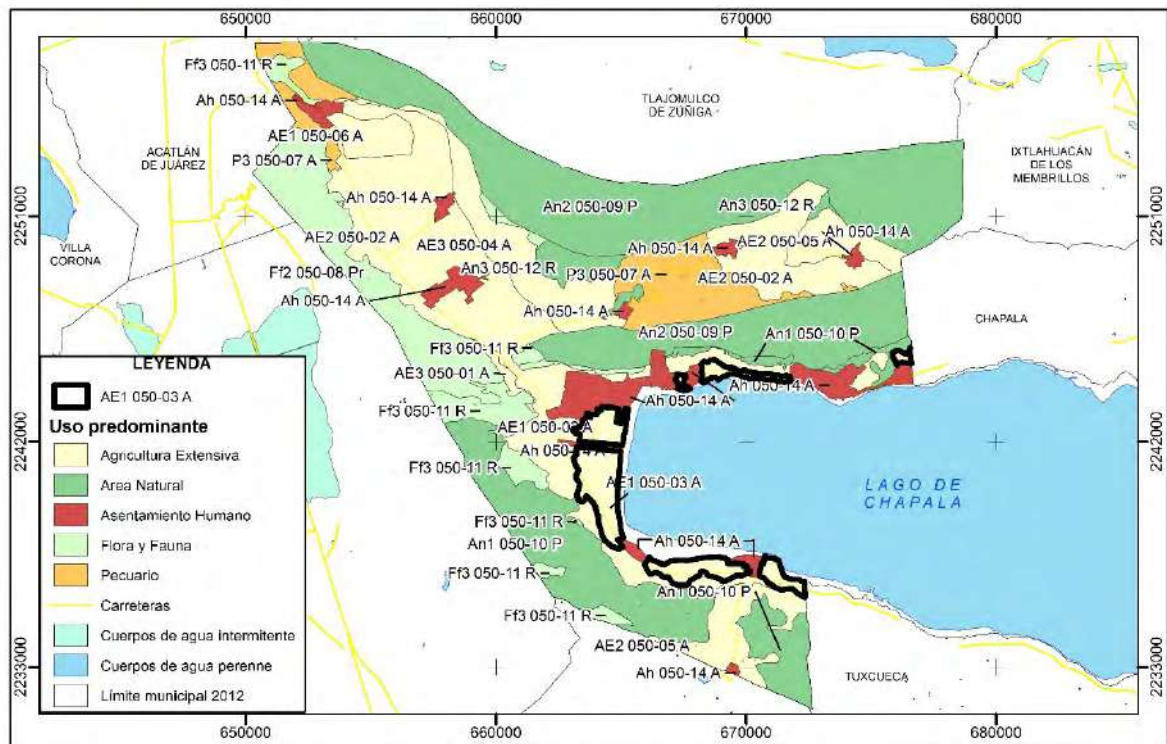 650000
660000
670000
680000
2251000
2242000
2233000
Ff3 050-11 R
Ah 050-14 A
AE1 050-06 A
P3 050-07 A
ACATLÁN
DE JUÁREZ
TLAJOMULCO
DE ZÚÑIGA
IXTLAHUACÁN
DE LOS
MEMBRILLOS
VILLA
CORONA
Ah 050-14 A
An2 050-09 P
An3 050-12 R
AE2 050-02 A
AE3 050-04 A
Ah 050-14 A
AE2 050-05 A
Ah 050-14 A
Ff2 050-08 Pr
An3 050-12 R
P3 050-07 A
AE2 050-02 A
Ah 050-14 A
Ah 050-14 A
CHAPALA
An2 050-09 P
An1 050-10 P
Ff3 050-11 R
AE3 050-01 A
Ah 050-14 A
Ff3 050-11 R
Ah 050-14 A
AE1 050-03 A
Ah 050-14 A
Ff3 050-11 R
AE1 050-03 A
LAGO DE
CHAPALA
Ff3 050-11 R
An1 050-10 P
Ah 050-14 A
Ff3 050-11 R
An1 050-10 P
Ff3 050-11 R
AE2 050-05 A
Ah 050-14 A
TUXCUECA
LEYENDA
AE1 050-03 A
Uso predominante
Agricultura Extensiva
Area Natural
Asentamiento Humano
Flora y Fauna
Pecuario
Carreteras
Cuerpos de agua intermitente
Cuerpos de agua perenne
Límite municipal 2012
2251000
2242000
2233000
650000
660000
670000
680000